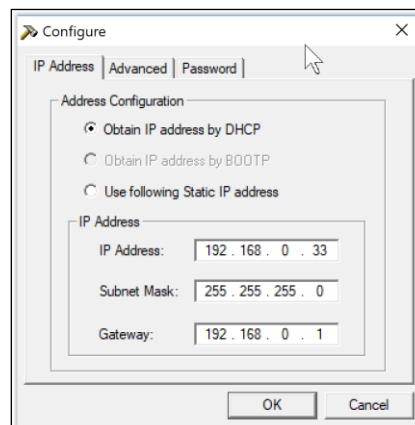 Configure
IP Address Advanced Password
Address Configuration
Obtain IP address by DHCP
Obtain IP address by BOOTP
Use following Static IP address
IP Address
IP Address: 192 . 168 . 0 . 33
Subnet Mask: 255 . 255 . 255 . 0
Gateway: 192 . 168 . 0 . 1
OK Cancel